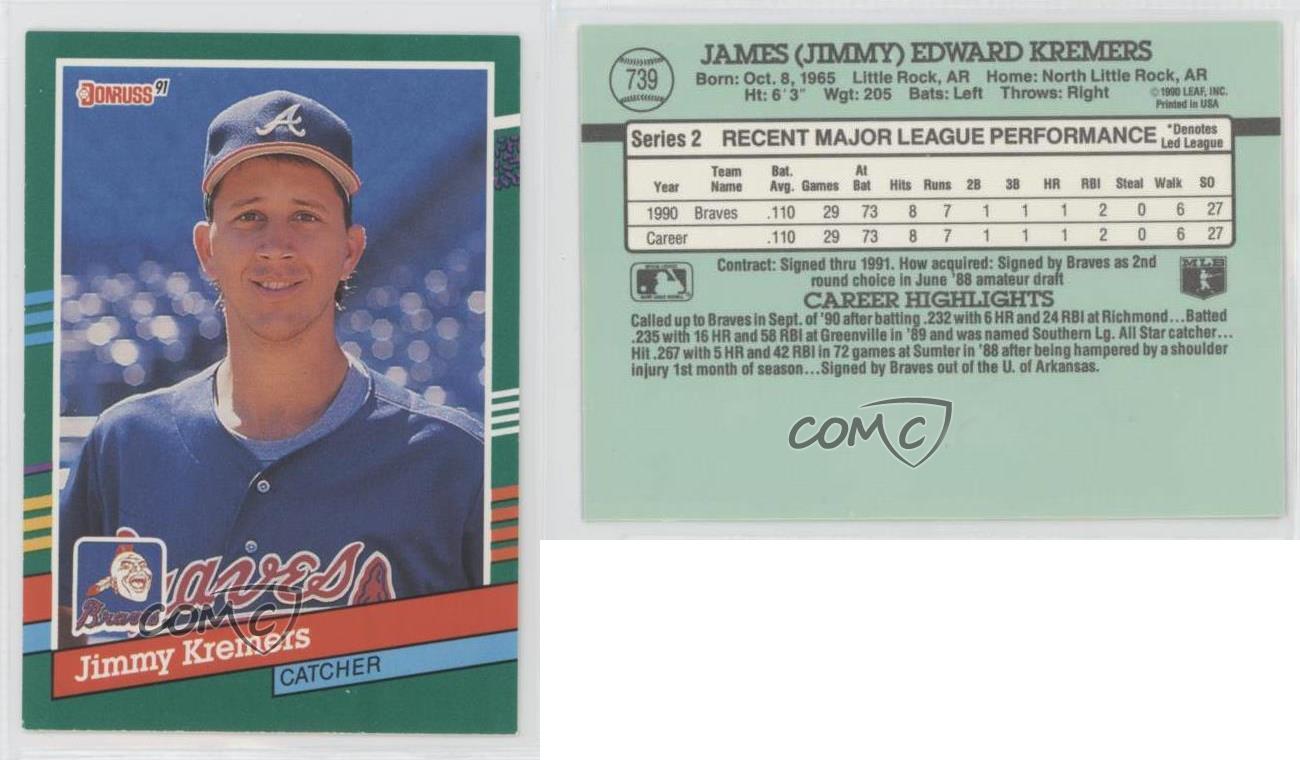 DONRUSS 91
A
Braves
Braves
COMC
Jimmy Kremers
CATCHER
739
JAMES (JIMMY) EDWARD KREMERS
Born: Oct. 8, 1965 Little Rock, AR Home: North Little Rock, AR
Ht: 6'3" Wgt: 205 Bats: Left Throws: Right
©1990 LEAF, INC.
Printed in USA
Series 2 RECENT MAJOR LEAGUE PERFORMANCE *Denotes Led League
Year Team Name Bat. Avg. Games At Bat Hits Runs 2B 3B HR RBI Steal Walk SO
1990 Braves .110 29 73 8 7 1 1 1 2 0 6 27
Career .110 29 73 8 7 1 1 1 2 0 6 27
Contract: Signed thru 1991. How acquired: Signed by Braves as 2nd
round choice in June '88 amateur draft
MLB
CAREER HIGHLIGHTS
Called up to Braves in Sept. of '90 after batting .232 with 6 HR and 24 RBI at Richmond...Batted
.235 with 16 HR and 58 RBI at Greenville in '89 and was named Southern Lg. All Star catcher...
Hit .267 with 5 HR and 42 RBI in 72 games at Sumter in '88 after being hampered by a shoulder
injury 1st month of season...Signed by Braves out of the U. of Arkansas.
COMC